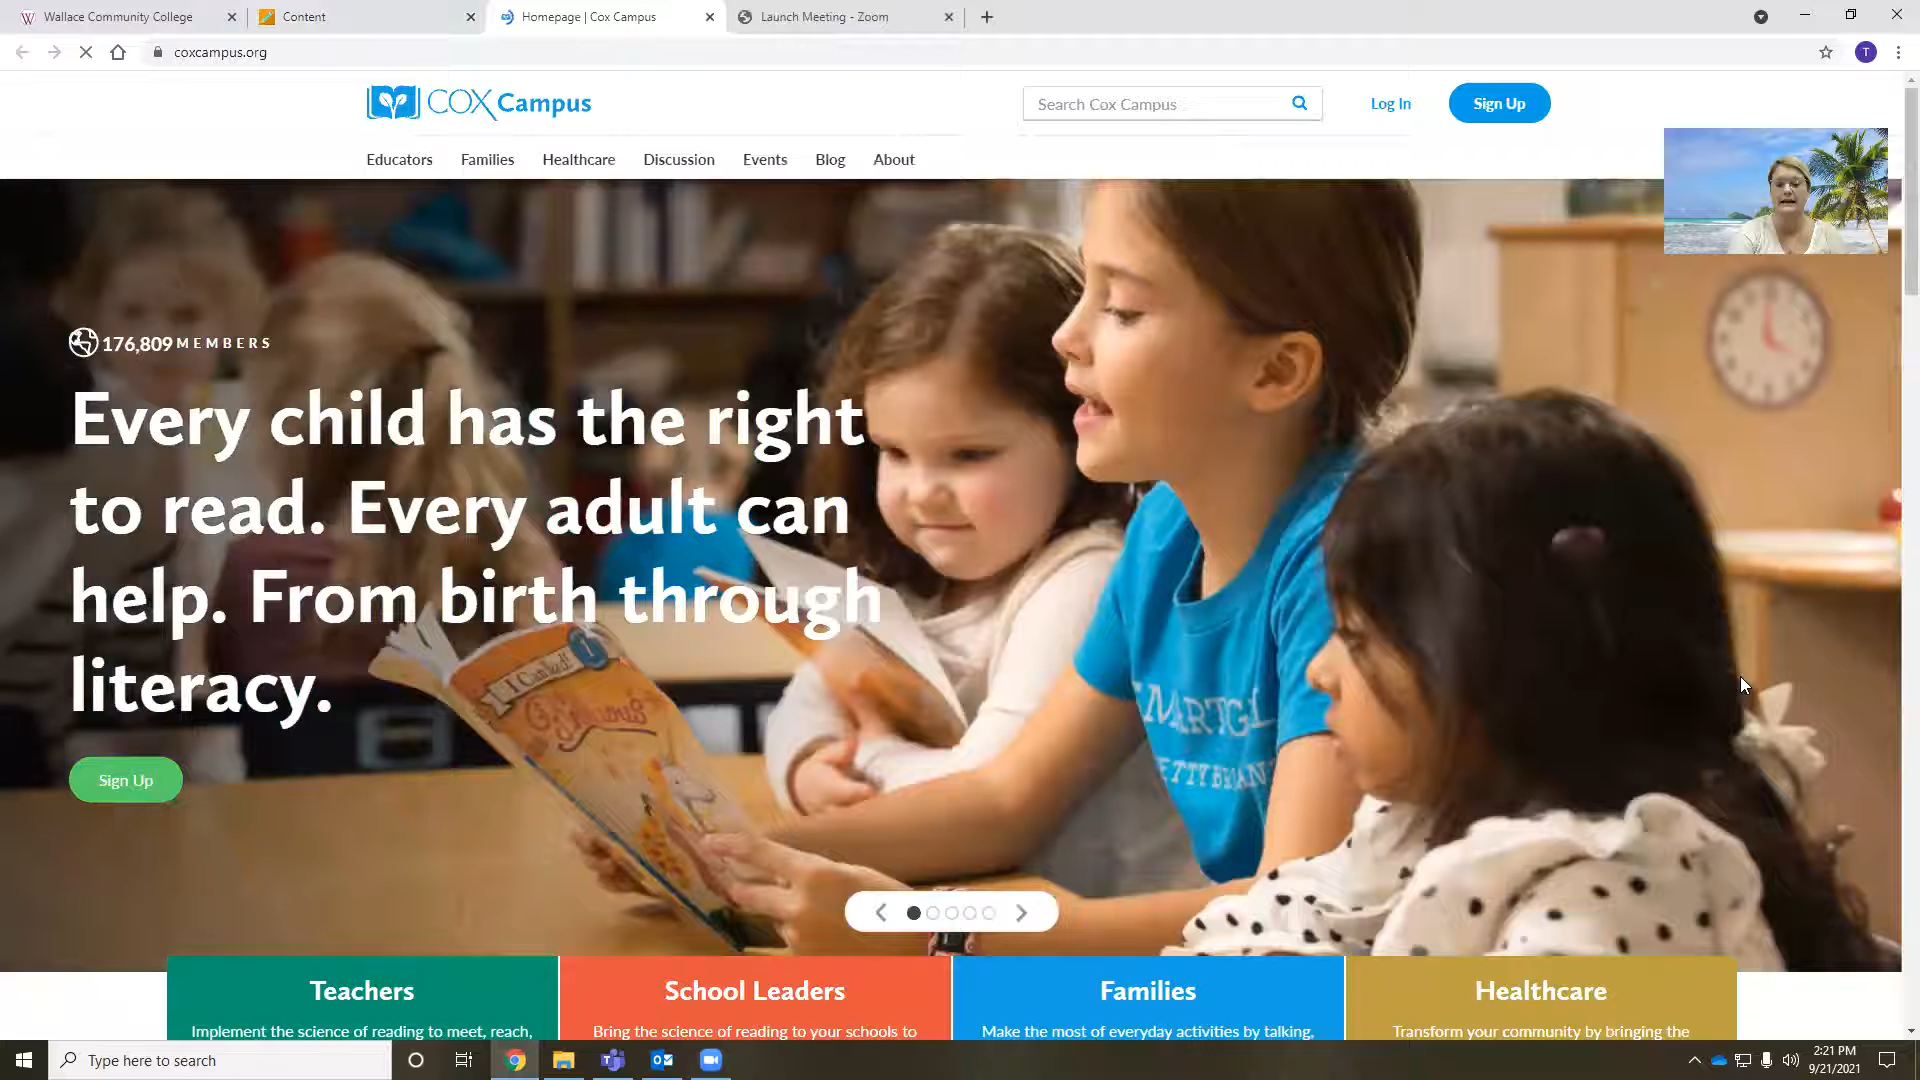 Wallace Community College
Content
Homepage | Cox Campus
Launch Meeting - Zoom
coxcampus.org
T
COX Campus
Search Cox Campus
Log In
Sign Up
Educators
Families
Healthcare
Discussion
Events
Blog
About
176,809 MEMBERS
Every child has the right
to read. Every adult can
help. From birth through
literacy.
I Can Read!
1
Sign Up
Teachers
School Leaders
Families
Healthcare
Implement the science of reading to meet, reach,
Bring the science of reading to your schools to
Make the most of everyday activities by talking,
Transform your community by bringing the
Type here to search
2:21 PM
9/21/2021